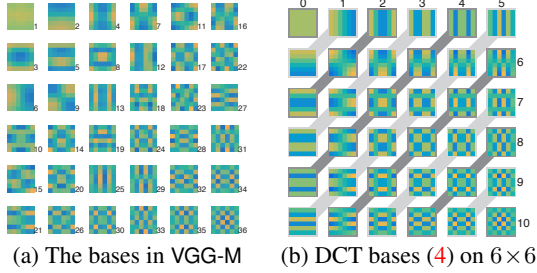 0 1 2 3 4 5
1 2 4 7 11 16
3 5 8 12 17 22
6 9 13 18 23 27
10 14 19 24 28 31
15 20 25 29 32 34
21 26 30 33 35 36
6
7
8
9
10
(a) The bases in VGG-M
(b) DCT bases (4) on 6×6